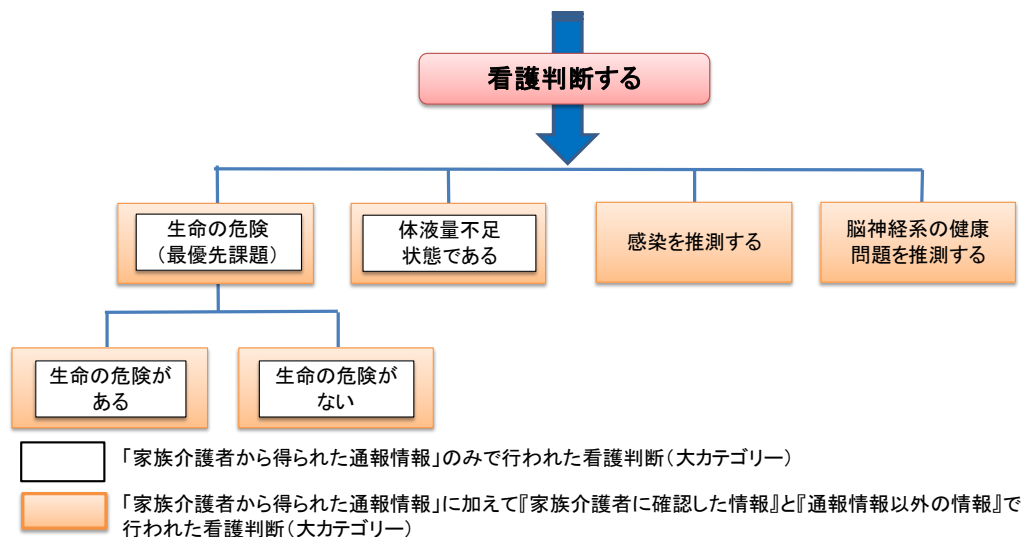 看護判断する
生命の危険
（最優先課題）
体液量不足
状態である
感染を推測する
脳神経系の健康
問題を推測する
生命の危険が
ある
生命の危険が
ない
「家族介護者から得られた通報情報」のみで行われた看護判断（大カテゴリー）
「家族介護者から得られた通報情報」に加えて『家族介護者に確認した情報』と『通報情報以外の情報』で
行われた看護判断（大カテゴリー）